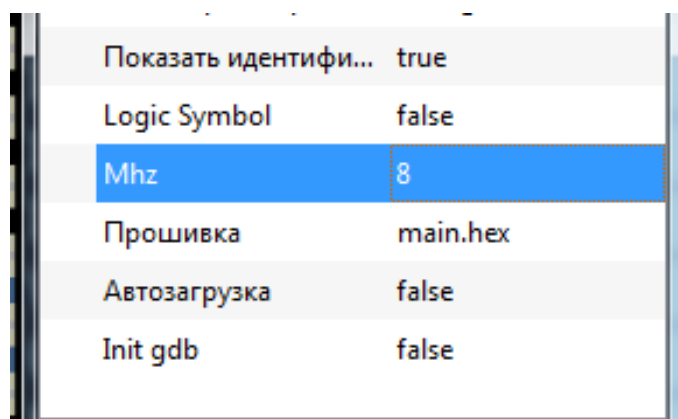 Показать идентифи... true
Logic Symbol false
Mhz 8
Прошивка main.hex
Автозагрузка false
Init gdb false